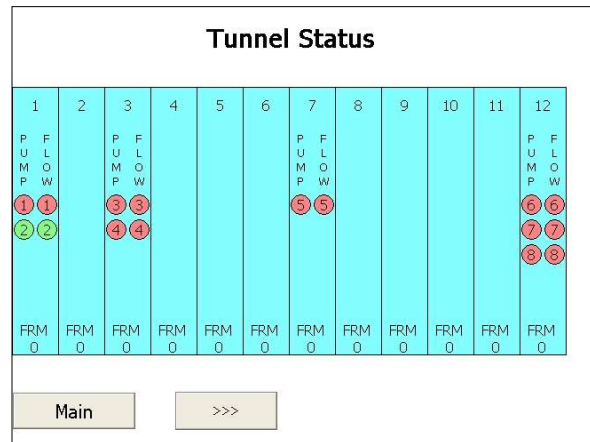 Tunnel Status
1 2 3 4 5 6 7 8 9 10 11 12
PUMP FLOW PUMP FLOW PUMP FLOW PUMP FLOW
1 1 3 3 5 5 6 6
2 2 4 4 7 7
8 8
FRM FRM FRM FRM FRM FRM FRM FRM FRM FRM FRM FRM
0 0 0 0 0 0 0 0 0 0 0 0
Main >>>